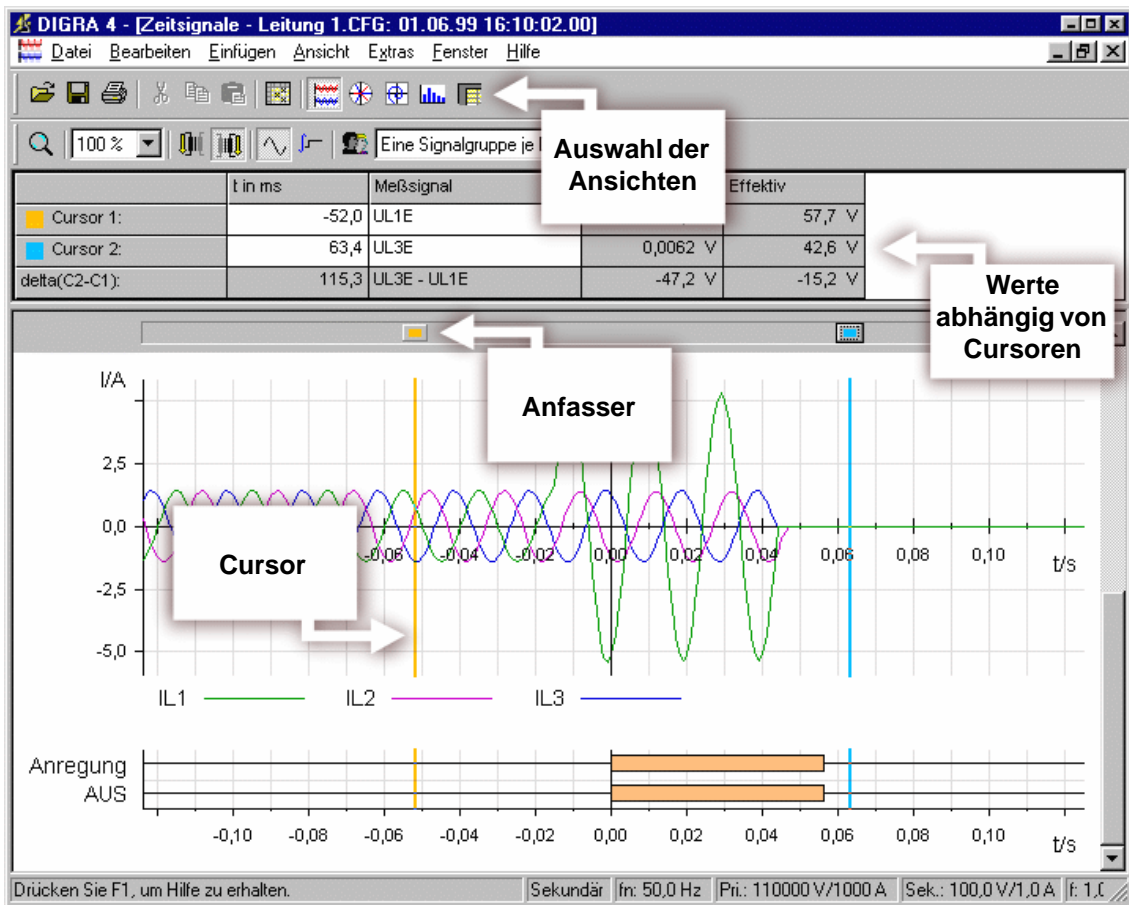 DIGRA 4 - [Zeitsignale - Leitung 1.CFG: 01.06.99 16:10:02.00]
Datei Bearbeiten Einfügen Ansicht Extras Fenster Hilfe
100 % Eine Signalgruppe je
Auswahl der
Ansichten
t in ms Meßsignal Effektiv
Cursor 1: -52,0 UL1E 57,7 V
Cursor 2: 63,4 UL3E 0,0062 V 42,6 V
delta(C2-C1): 115,3 UL3E - UL1E -47,2 V -15,2 V
Werte
abhängig von
Cursoren
Anfasser
I/A
2,5
0,0
-2,5
-5,0
-0,06 -0,04 -0,02 0,00 0,02 0,04 0,06 0,08 0,10
t/s
Cursor
IL1 IL2 IL3
Anregung
AUS
-0,10 -0,08 -0,06 -0,04 -0,02 0,00 0,02 0,04 0,06 0,08 0,10
t/s
Drücken Sie F1, um Hilfe zu erhalten. Sekundär fn: 50,0 Hz Pri.: 110000 V/1000 A Sek.: 100,0 V/1,0 A